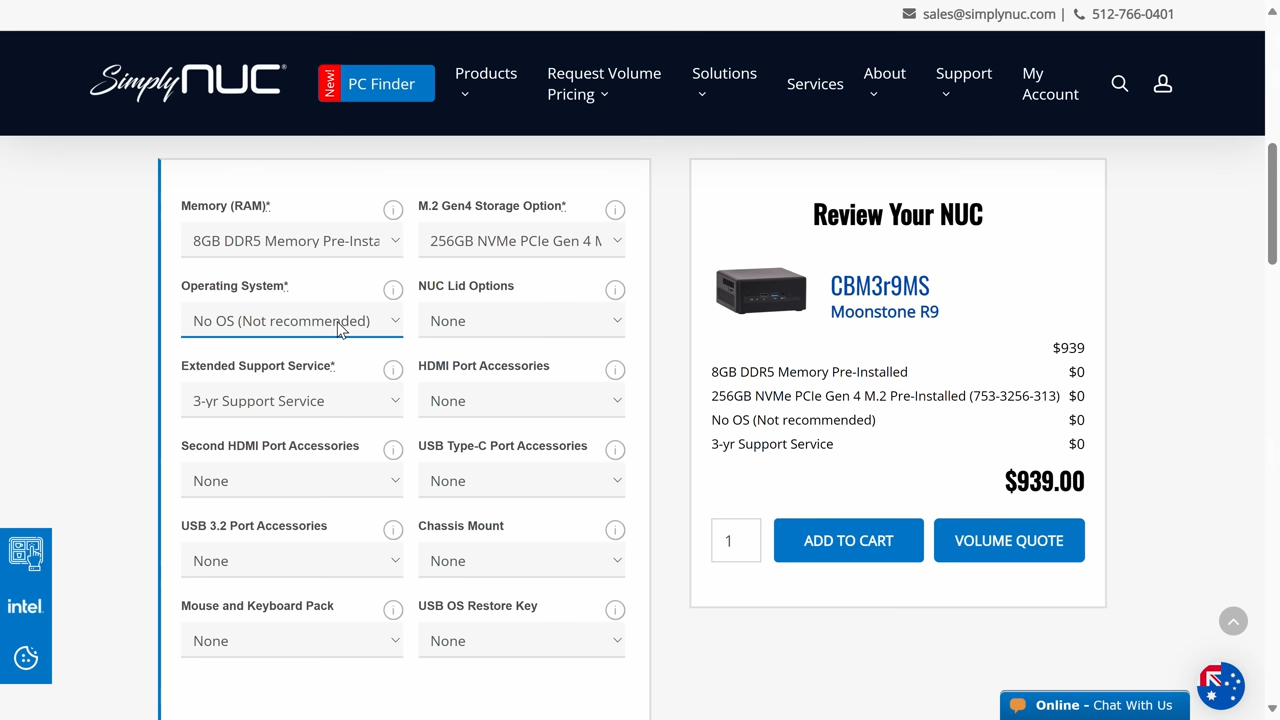 sales@simplynuc.com | 512-766-0401
Simply NUC®
New!
PC Finder
Products
Request Volume Pricing
Solutions
Services
About
Support
My Account
Memory (RAM)*
M.2 Gen4 Storage Option*
8GB DDR5 Memory Pre-Insta
256GB NVMe PCIe Gen 4 M
Operating System*
NUC Lid Options
No OS (Not recommended)
None
Extended Support Service*
HDMI Port Accessories
3-yr Support Service
None
Second HDMI Port Accessories
USB Type-C Port Accessories
None
None
USB 3.2 Port Accessories
Chassis Mount
None
None
Mouse and Keyboard Pack
USB OS Restore Key
None
None
Review Your NUC
CBM3r9MS
Moonstone R9
$939
8GB DDR5 Memory Pre-Installed $0
256GB NVMe PCIe Gen 4 M.2 Pre-Installed (753-3256-313) $0
No OS (Not recommended) $0
3-yr Support Service $0
$939.00
1
ADD TO CART
VOLUME QUOTE
intel.
Online - Chat With Us